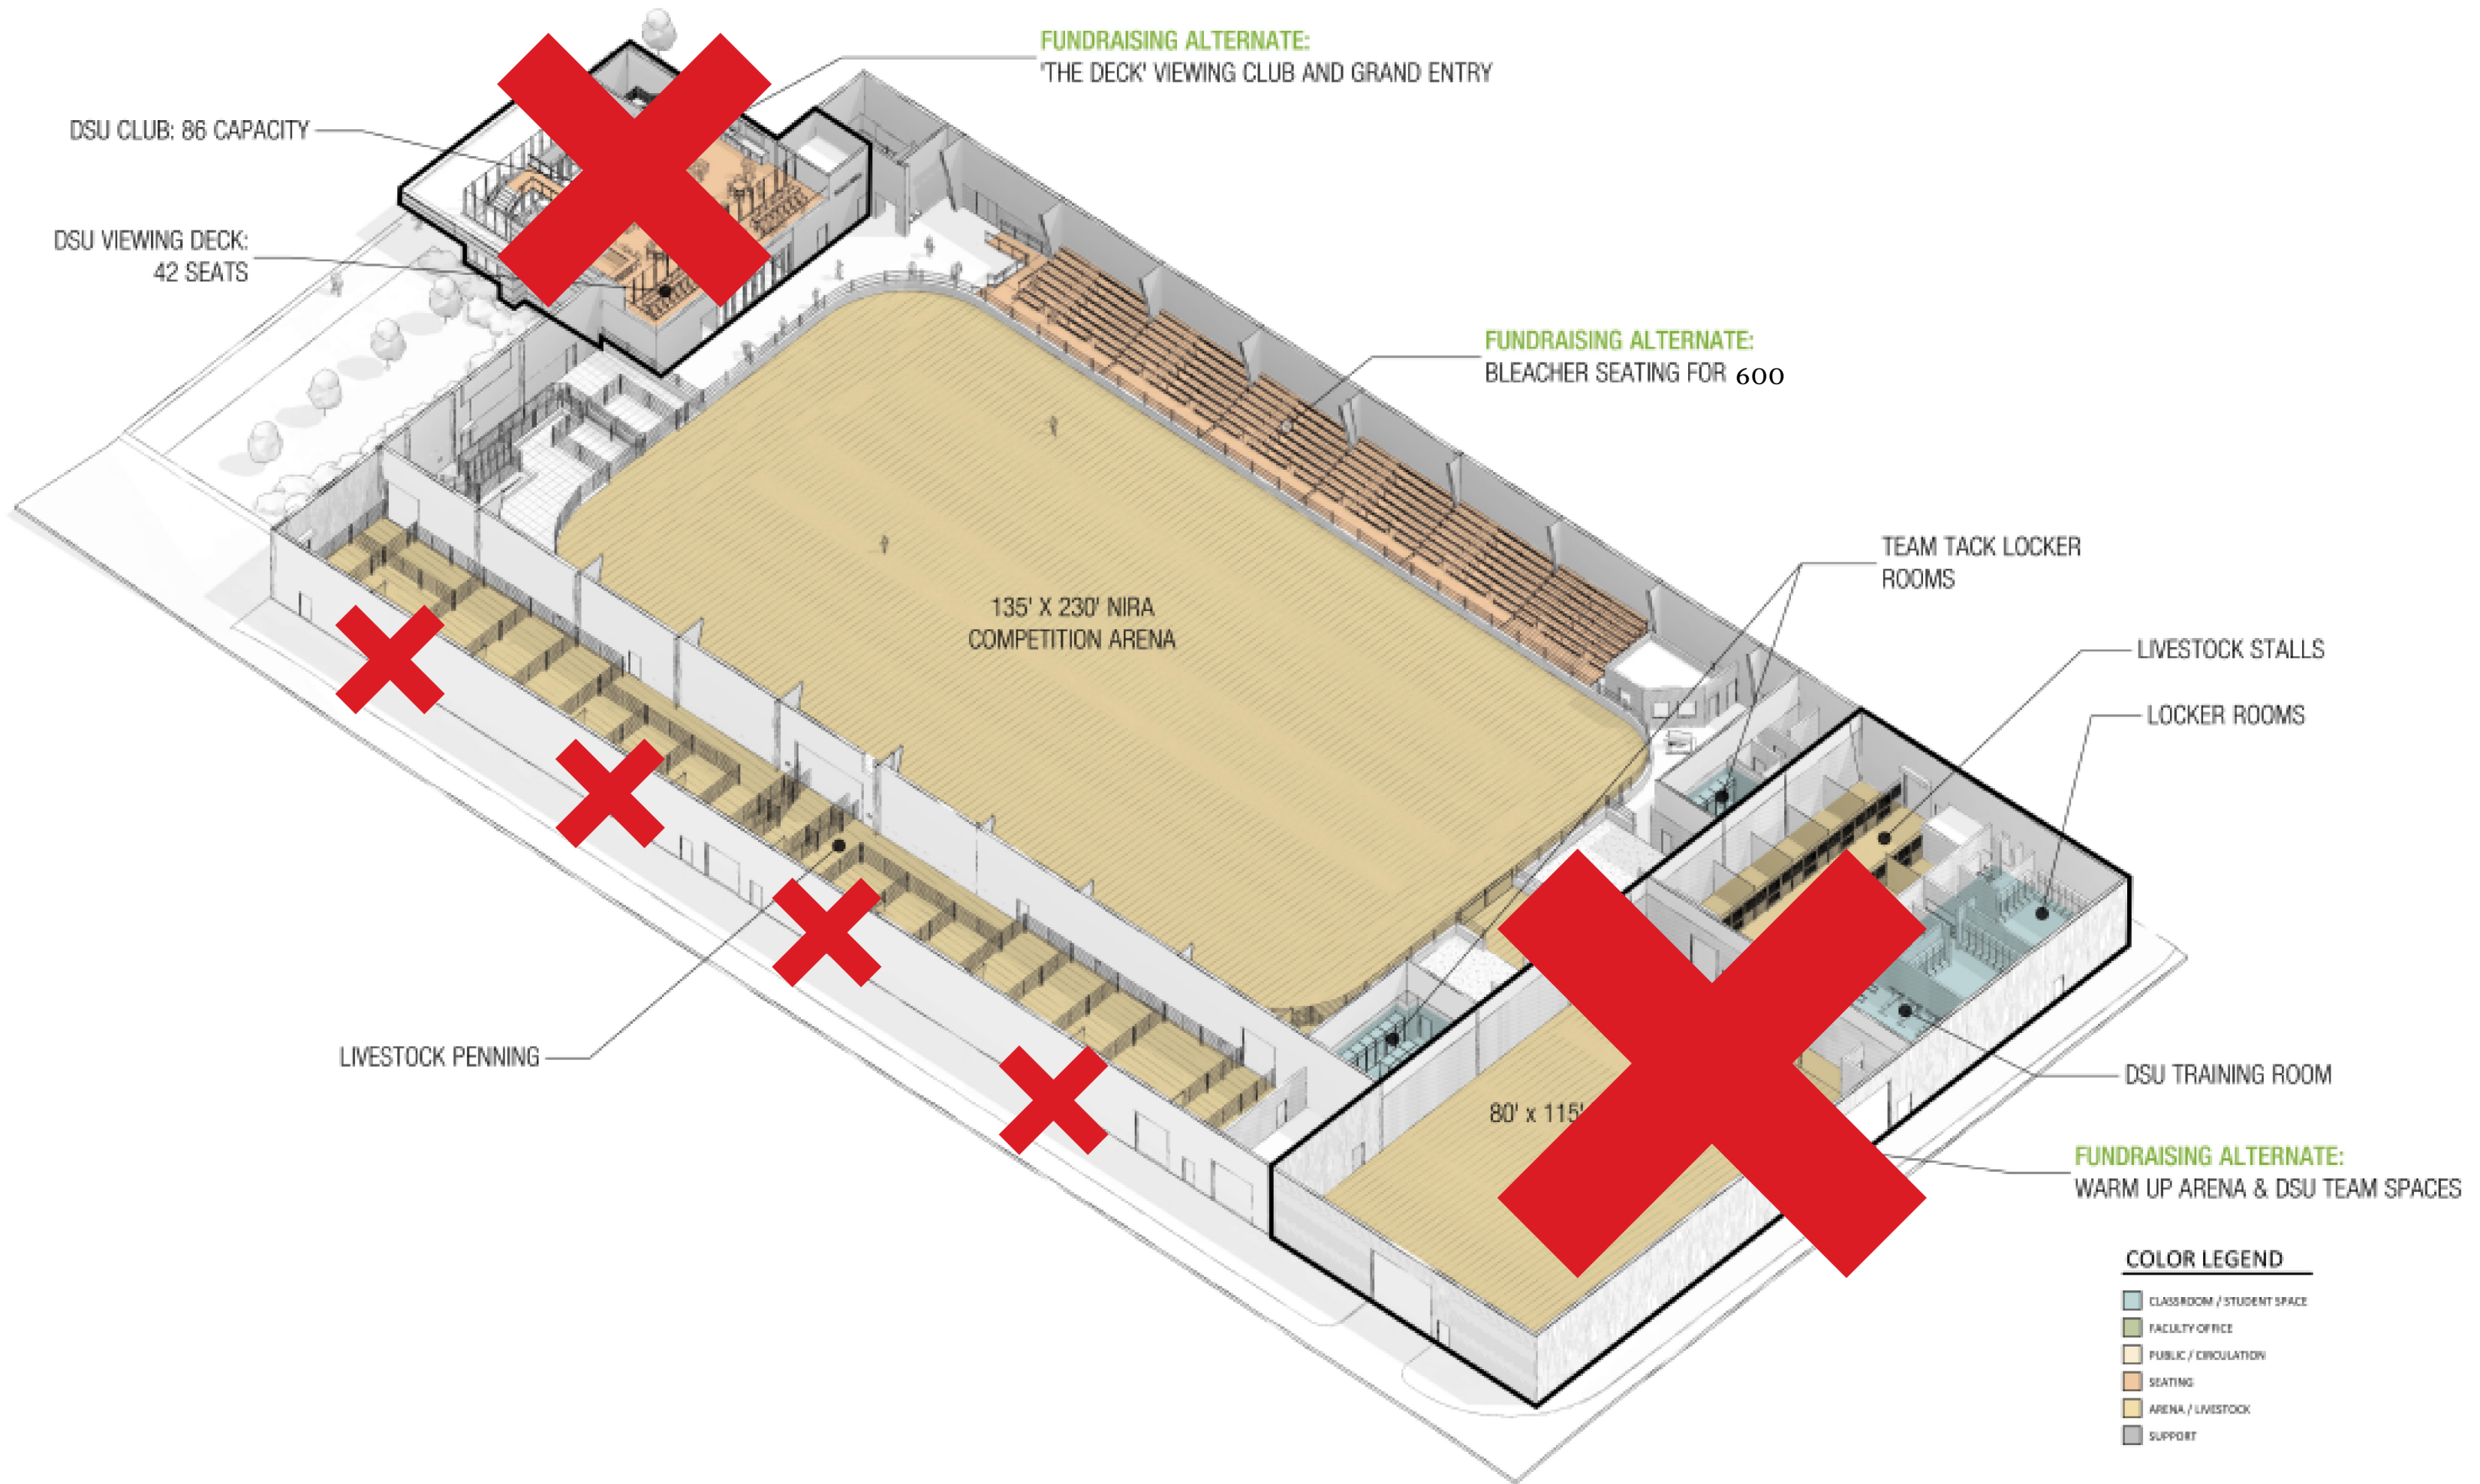 FUNDRAISING ALTERNATE:
'THE DECK' VIEWING CLUB AND GRAND ENTRY
DSU CLUB: 86 CAPACITY
DSU VIEWING DECK:
42 SEATS
FUNDRAISING ALTERNATE:
BLEACHER SEATING FOR 600
TEAM TACK LOCKER
ROOMS
135' X 230' NIRA
COMPETITION ARENA
LIVESTOCK STALLS
LOCKER ROOMS
LIVESTOCK PENNING
DSU TRAINING ROOM
80' x 115'
FUNDRAISING ALTERNATE:
WARM UP ARENA & DSU TEAM SPACES
COLOR LEGEND
CLASSROOM / STUDENT SPACE
FACULTY OFFICE
PUBLIC / CIRCULATION
SEATING
ARENA / LIVESTOCK
SUPPORT